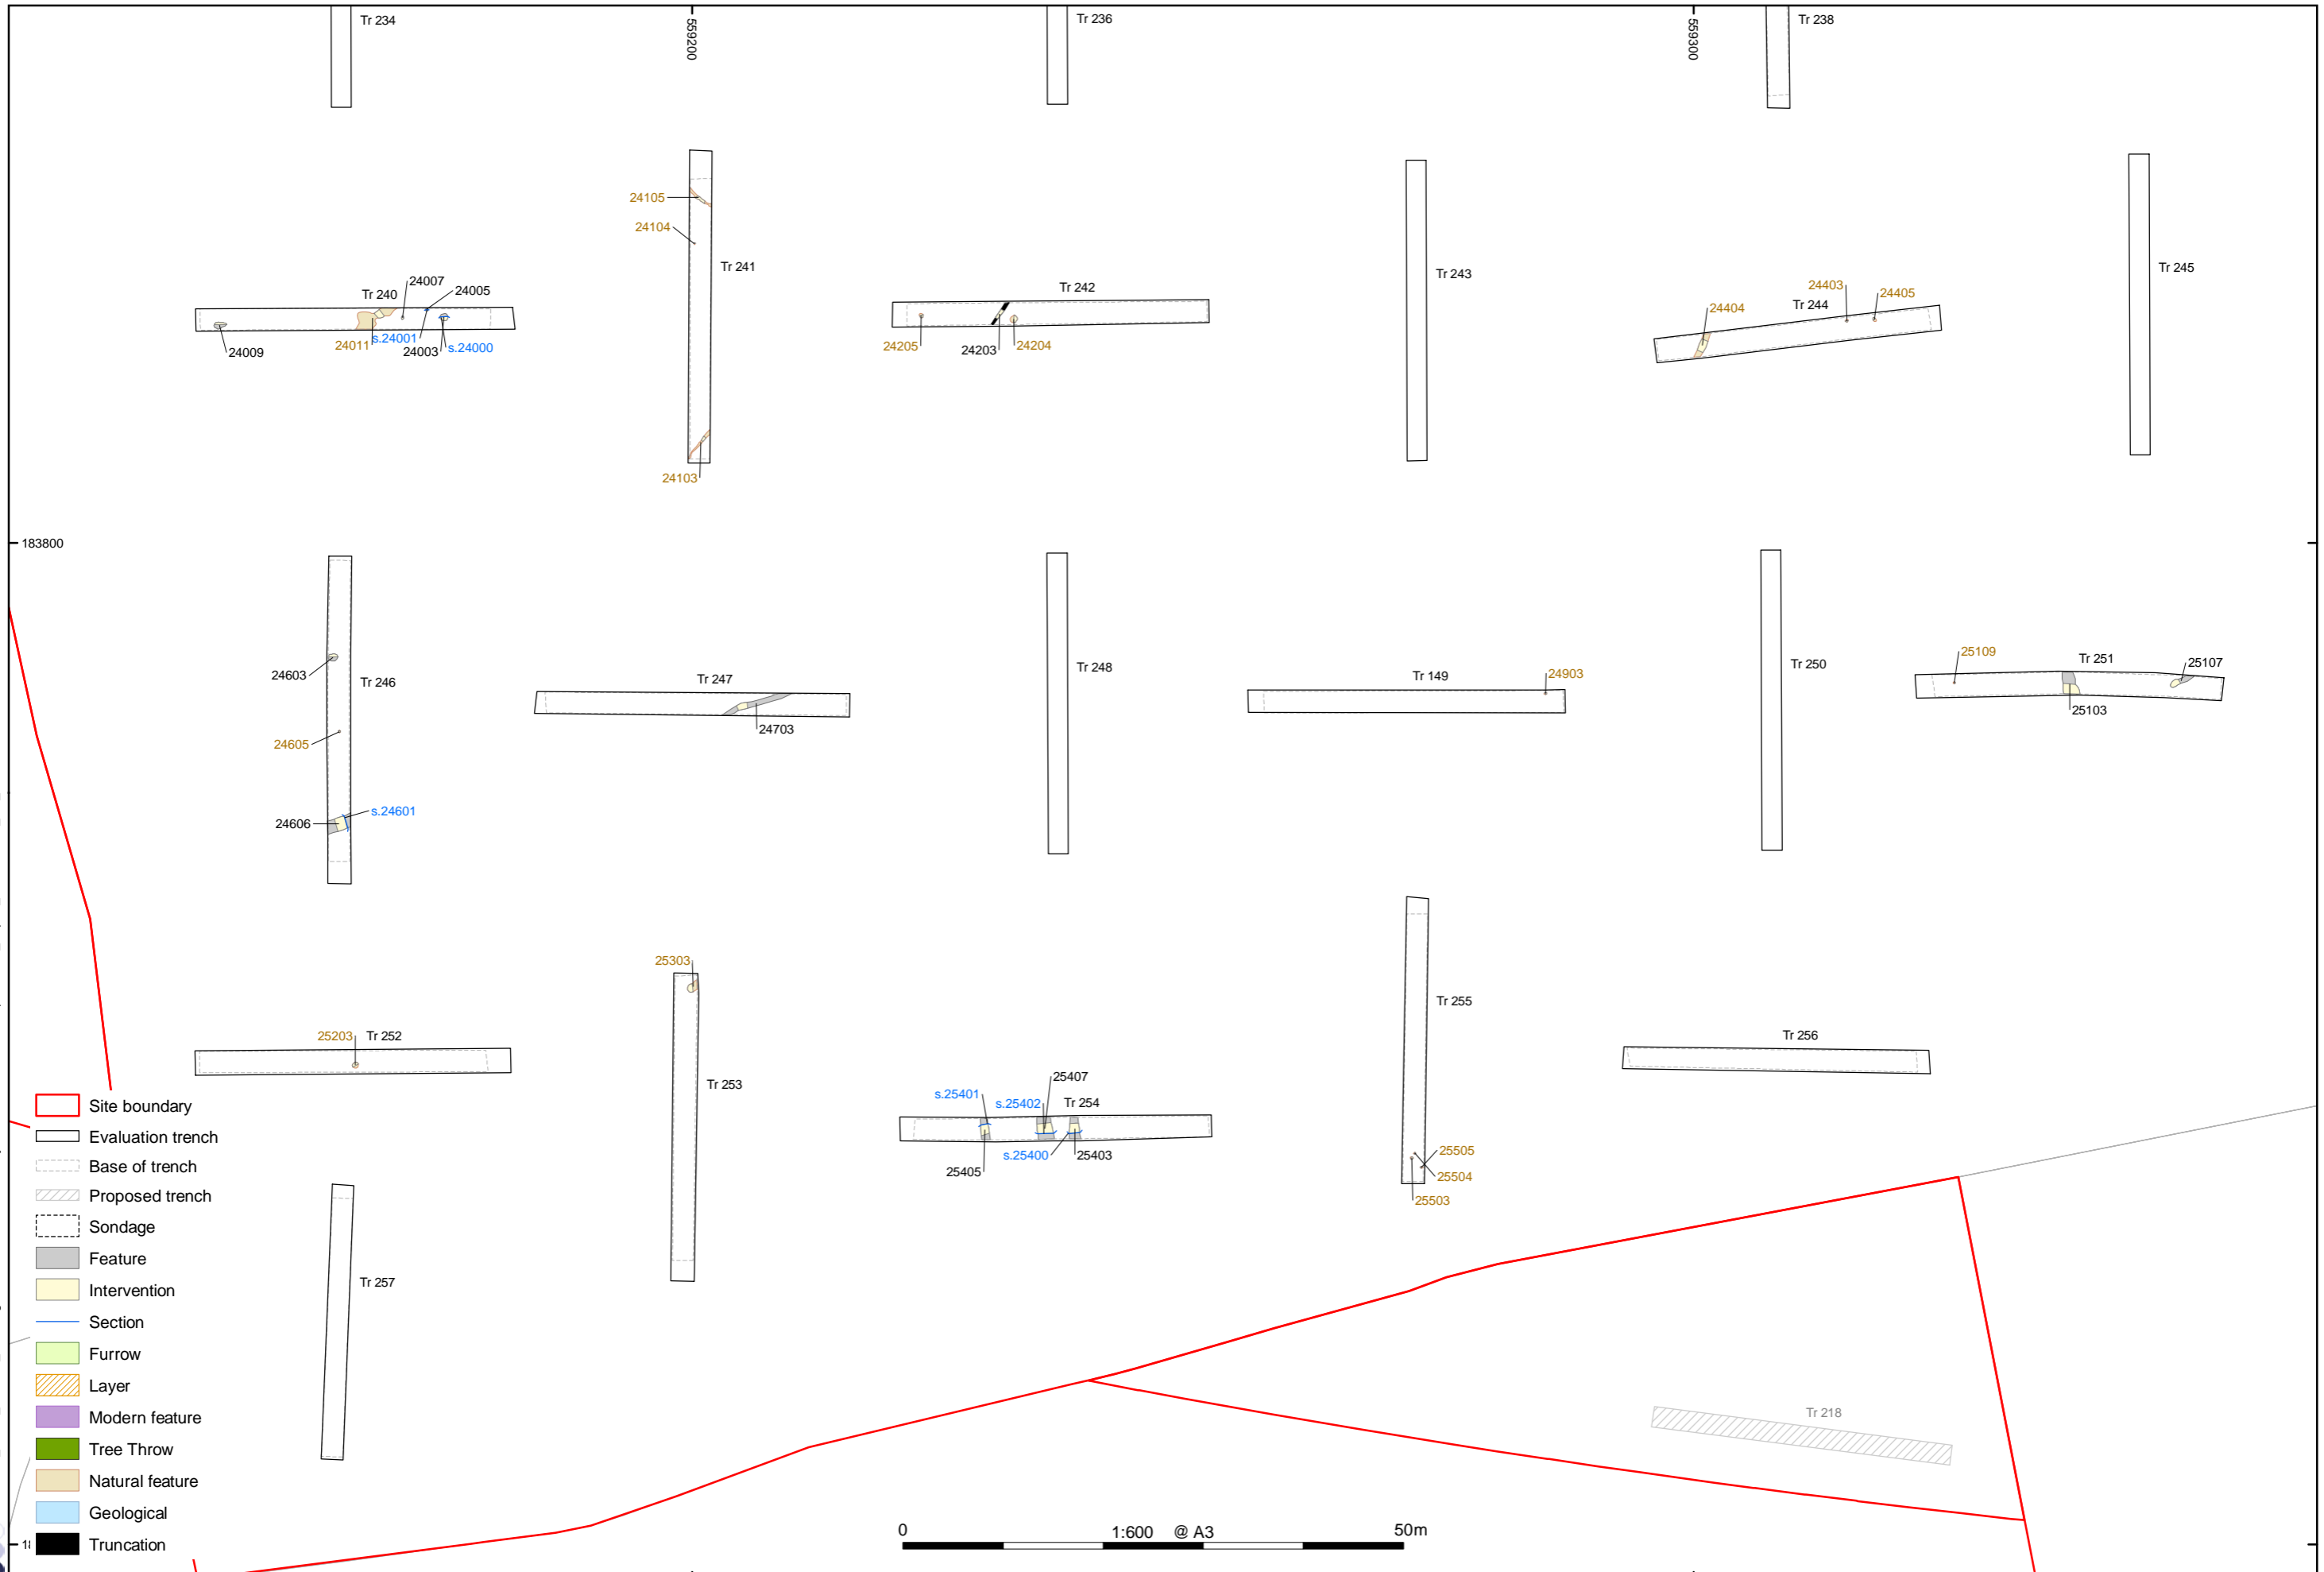 Tr 234
559200
Tr 236
559300
Tr 238
24105
24104
Tr 241
24103
Tr 240
24007
24005
24009
24011
s.24001
24003
s.24000
Tr 242
24205
24203
24204
Tr 243
24403
24405
Tr 244
24404
Tr 245
183800
24603
Tr 246
24605
24606
s.24601
Tr 247
24703
Tr 248
Tr 149
24903
Tr 250
25109
Tr 251
25107
25103
25303
Tr 253
25203
Tr 252
s.25401
s.25402
25407
Tr 254
25405
s.25400
25403
Tr 255
25505
25504
25503
Tr 256
Tr 257
Tr 218
Site boundary
Evaluation trench
Base of trench
Proposed trench
Sondage
Feature
Intervention
Section
Furrow
Layer
Modern feature
Tree Throw
Natural feature
Geological
Truncation
0 1:600 @ A3 50m